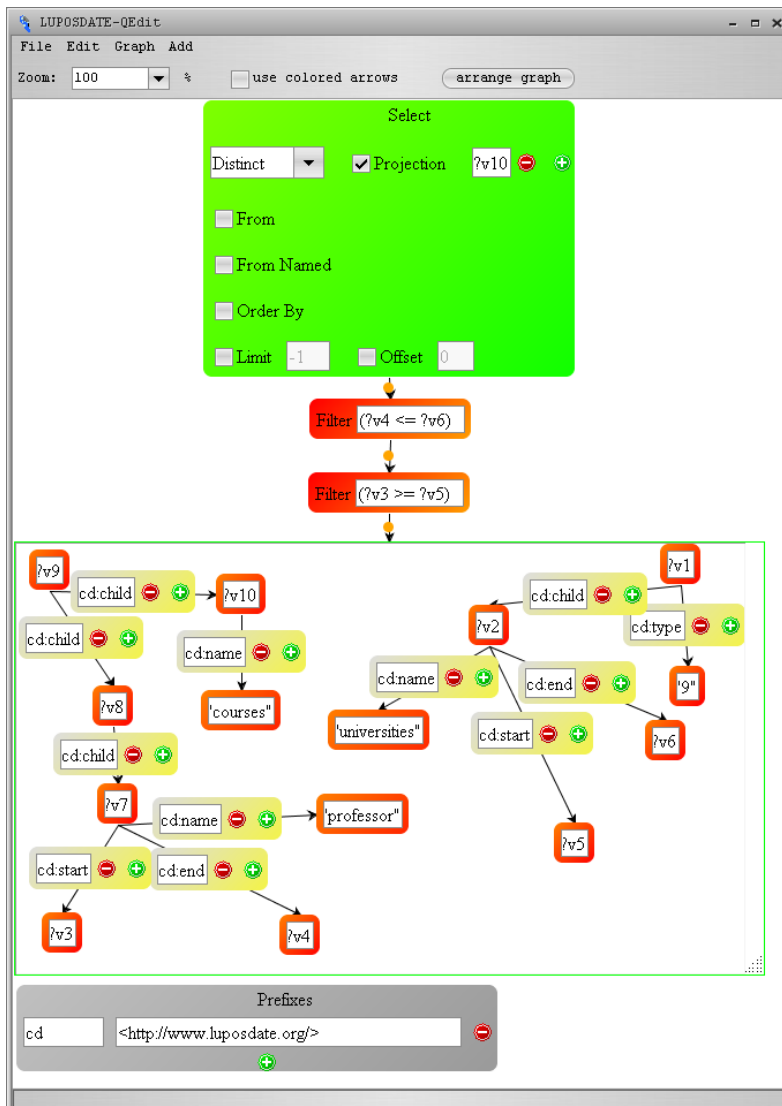 LUPOSDATE-QEdit
File Edit Graph Add
Zoom: 100 % use colored arrows arrange graph
Select
Distinct Projection ?v10
From
From Named
Order By
Limit -1 Offset 0
Filter (?v4 <= ?v6)
Filter (?v3 >= ?v5)
?v9 ?v1
cd:child ?v10 cd:child
cd:child ?v2 cd:type
cd:name cd:name cd:end "9"
?v8 'courses" 'universities" cd:start ?v6
cd:child
?v7 cd:name 'professor" ?v5
cd:start cd:end
?v3 ?v4
Prefixes
cd <http://www.luposdate.org/>